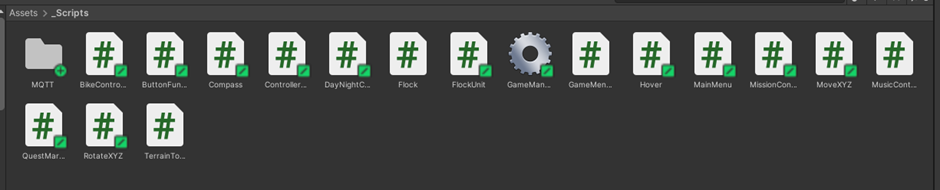 Assets > _Scripts
MQTT BikeContro... ButtonFun... Compass Controller... DayNightC... Flock FlockUnit GameMan... GameMen... Hover MainMenu MissionCon... MoveXYZ MusicCont...
QuestMar... RotateXYZ TerrainTo...